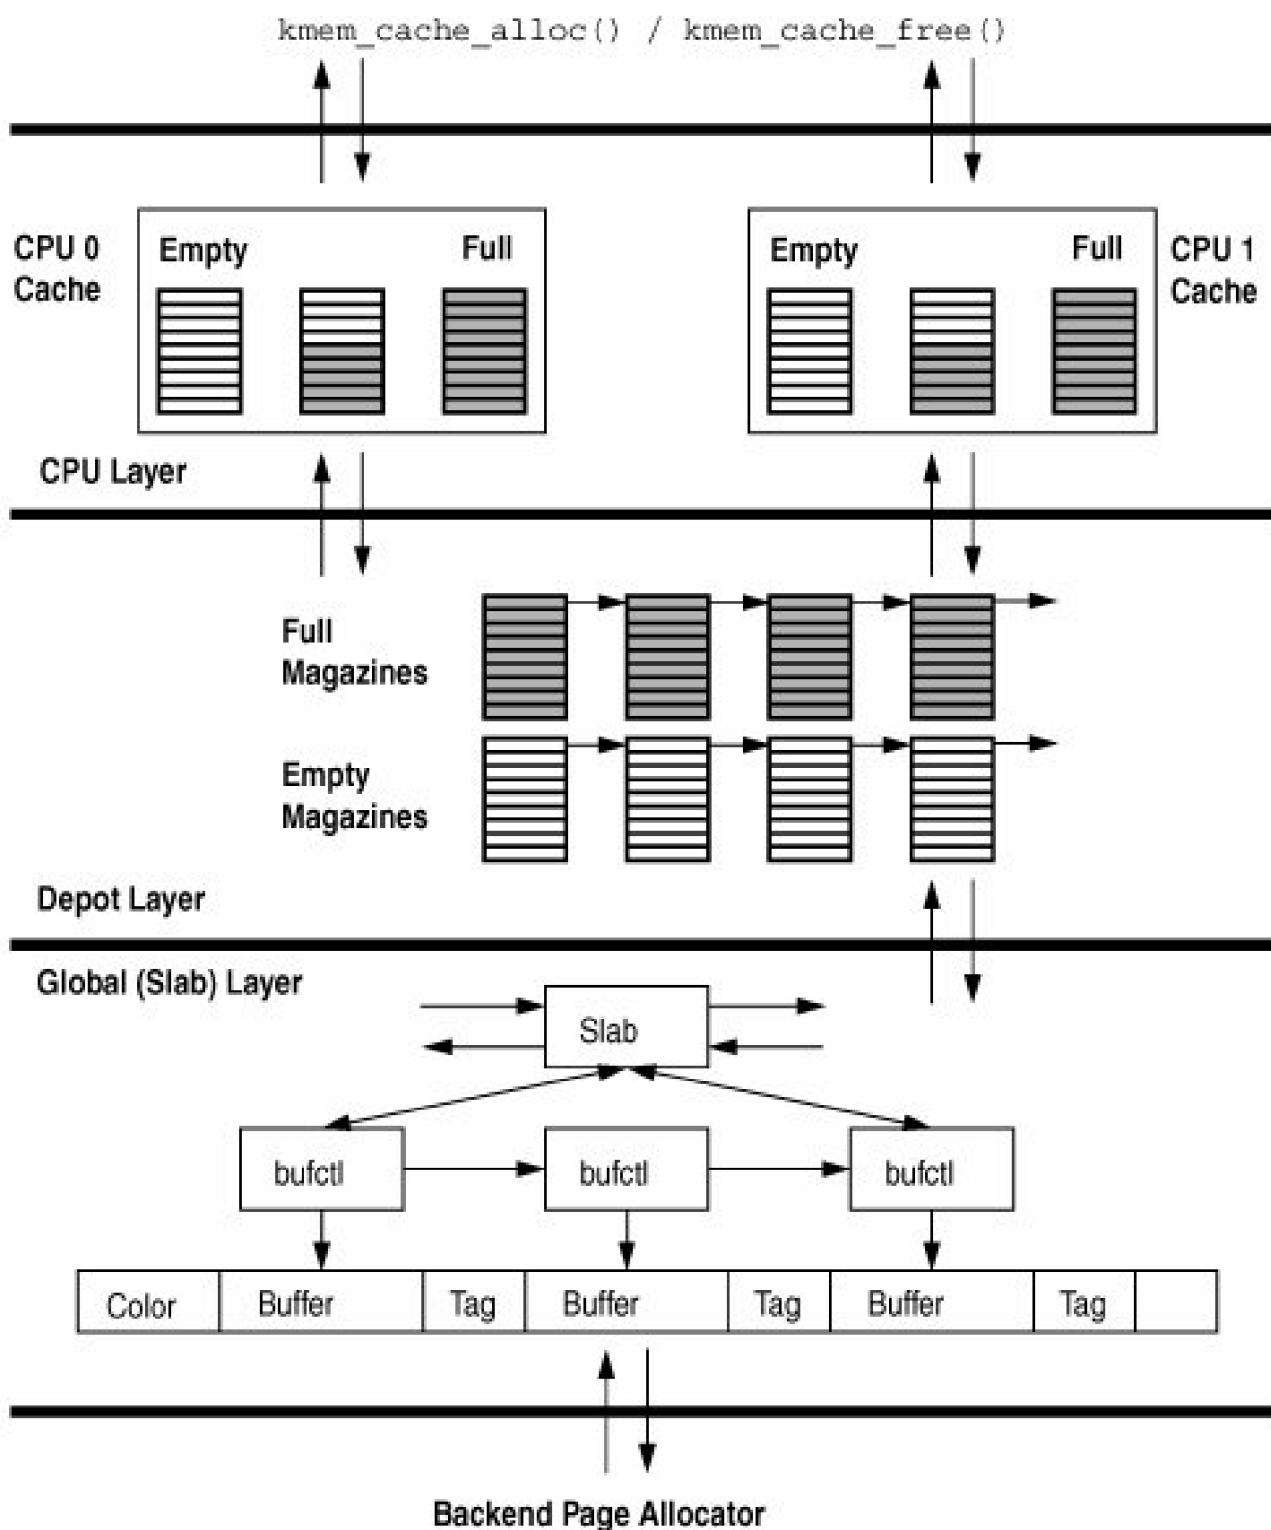 kmem_cache_alloc() / kmem_cache_free()
CPU 0
Cache
Empty
Full
Empty
Full
CPU 1
Cache
CPU Layer
Full
Magazines
Empty
Magazines
Depot Layer
Global (Slab) Layer
Slab
bufctl
bufctl
bufctl
Color
Buffer
Tag
Buffer
Tag
Buffer
Tag
Backend Page Allocator